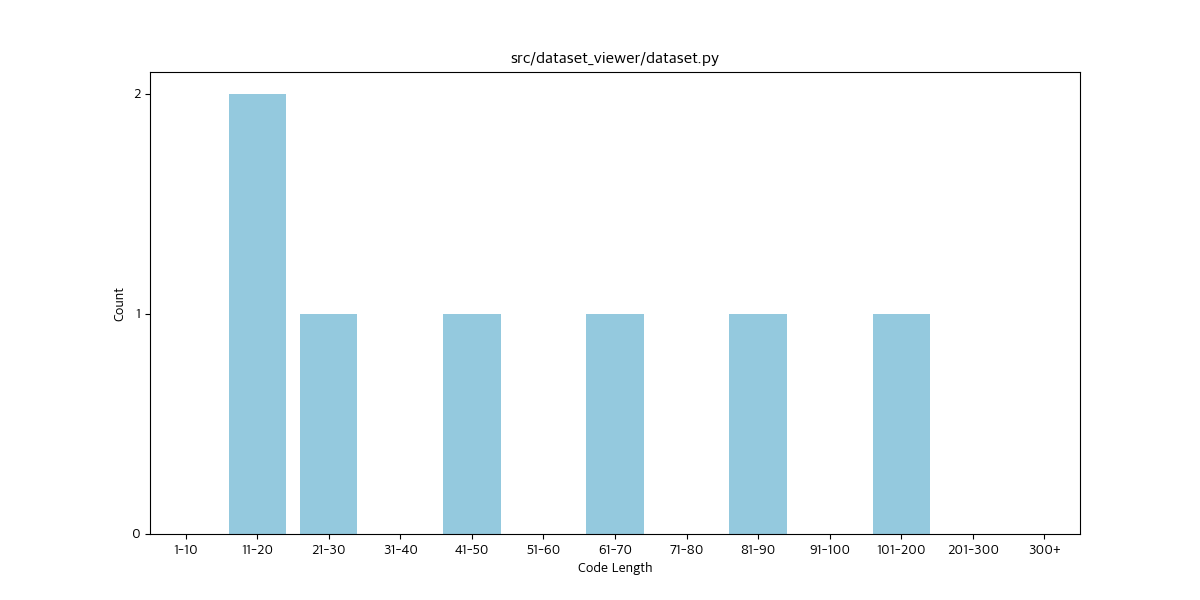 src/dataset_viewer/dataset.py
Count
2
1
0
1-10 11-20 21-30 31-40 41-50 51-60 61-70 71-80 81-90 91-100 101-200 201-300 300+
Code Length